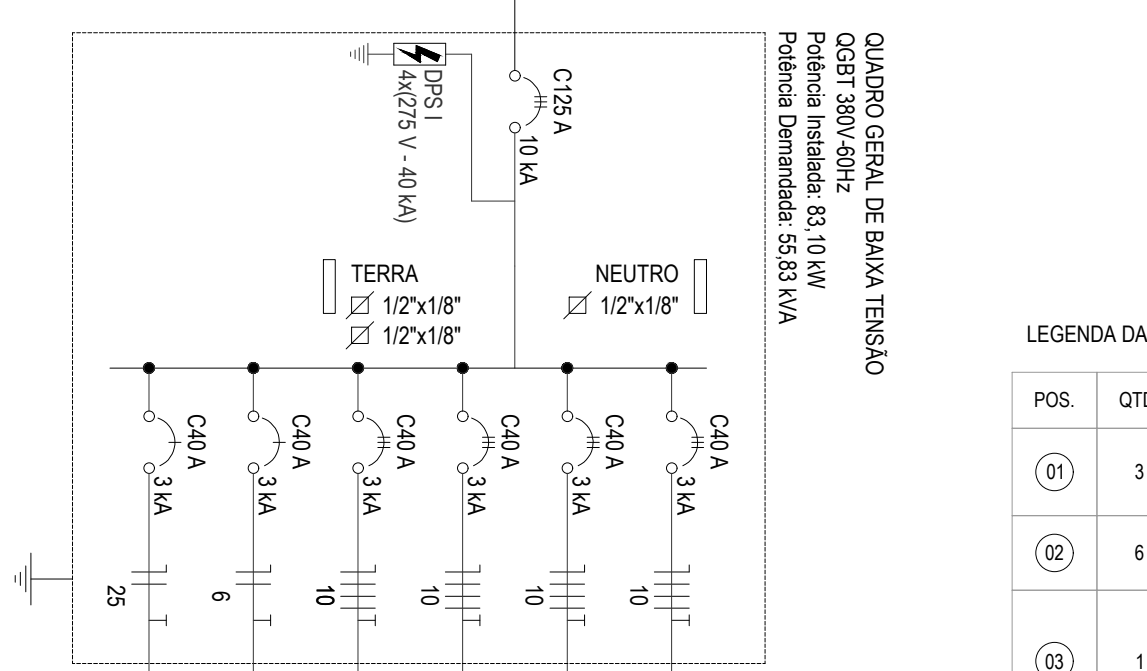 QUADRO GERAL DE BAIXA TENSÃO
QGBT 380V-60Hz
Potência Instalada: 83,10 kW
Potência Demandada: 55,83 kVA
C125 A
10 kA
DPS I
4x(275 V - 40 kA)
TERRA
1/2"x1/8"
1/2"x1/8"
NEUTRO
1/2"x1/8"
C40 A
C40 A
C40 A
C40 A
C40 A
C40 A
3 kA
3 kA
3 kA
3 kA
3 kA
3 kA
25
6
10
10
10
10
LEGENDA DA
POS. QTD
01 3
02 6
03 1